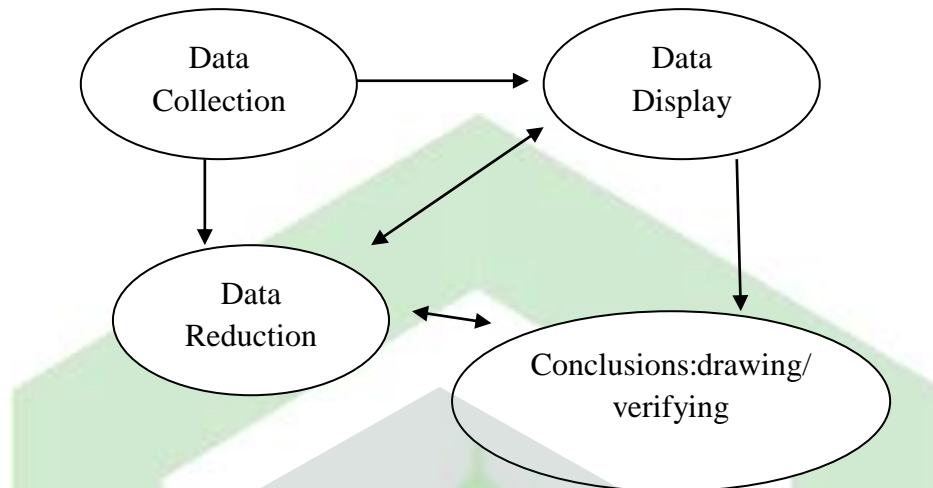 Data
Collection
Data
Display
Data
Reduction
Conclusions:drawing/
verifying